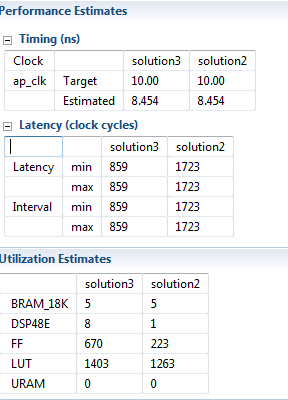 Performance Estimates
Timing (ns)
Clock solution3 solution2
ap_clk Target 10.00 10.00
Estimated 8.454 8.454
Latency (clock cycles)
solution3 solution2
Latency min 859 1723
max 859 1723
Interval min 859 1723
max 859 1723
Utilization Estimates
solution3 solution2
BRAM_18K 5 5
DSP48E 8 1
FF 670 223
LUT 1403 1263
URAM 0 0